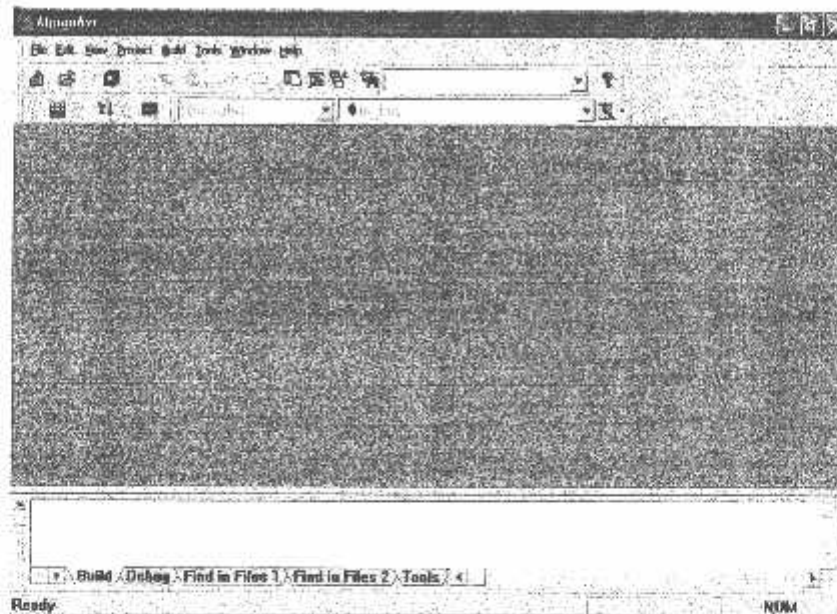 File Edit View Project Build Tools Window Help
Build Debug Find in Files 1 Find in Files 2 Tools
Ready
NUM